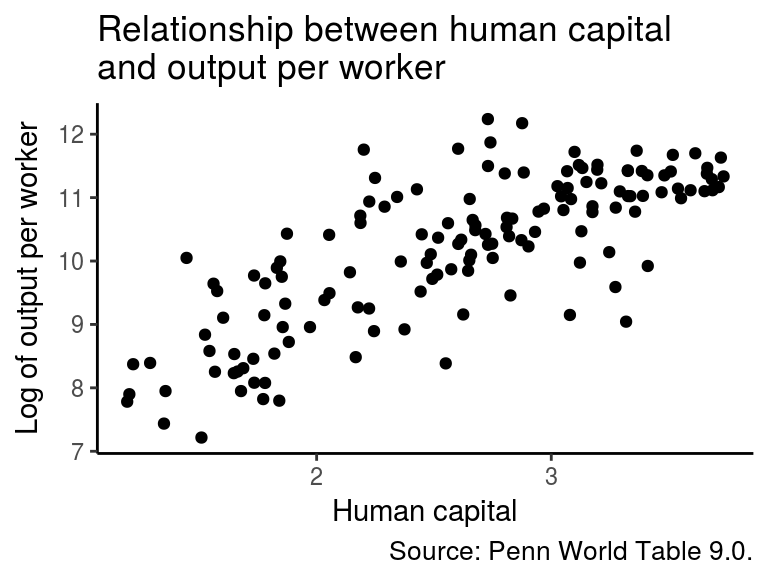 Relationship between human capital
and output per worker
Log of output per worker
12
11
10
9
8
7
2 3
Human capital
Source: Penn World Table 9.0.